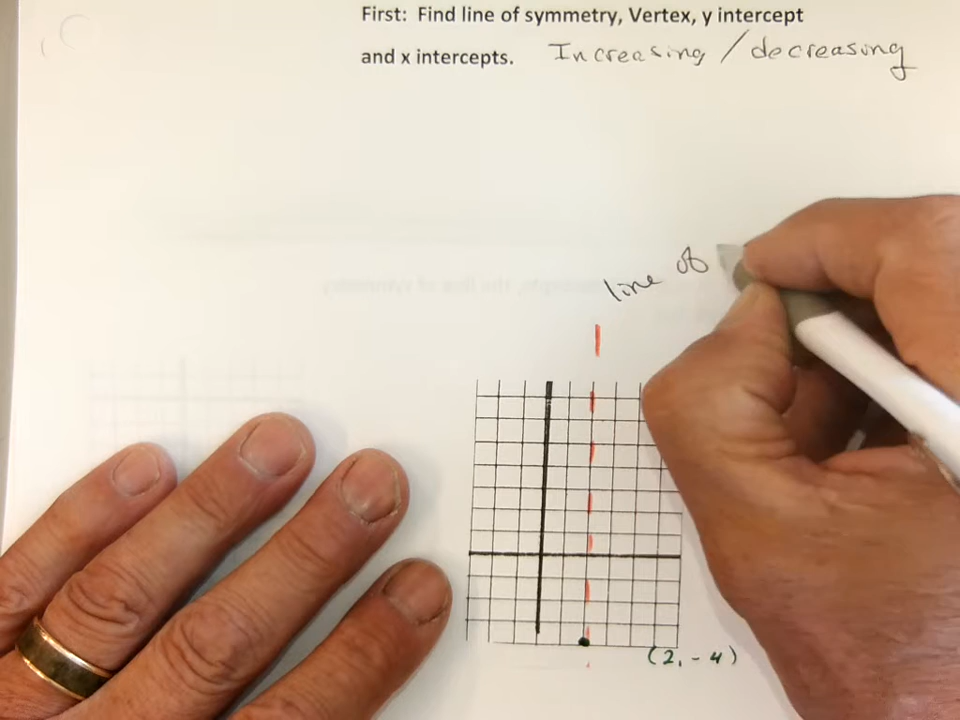 First: Find line of symmetry, Vertex, y intercept
and x intercepts. Increasing / decreasing
line of
(2, -4)